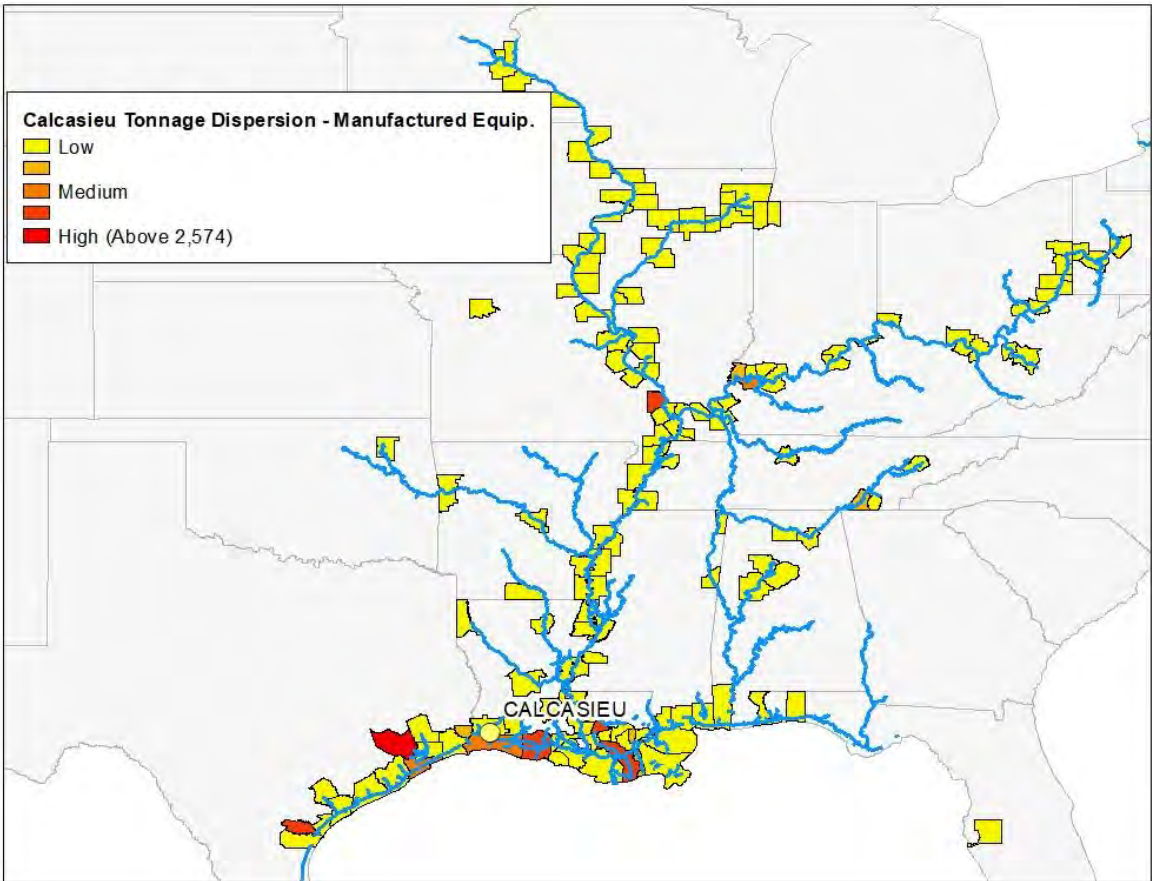 Calcasieu Tonnage Dispersion - Manufactured Equip.
Low
Medium
High (Above 2,574)
CALCASIEU